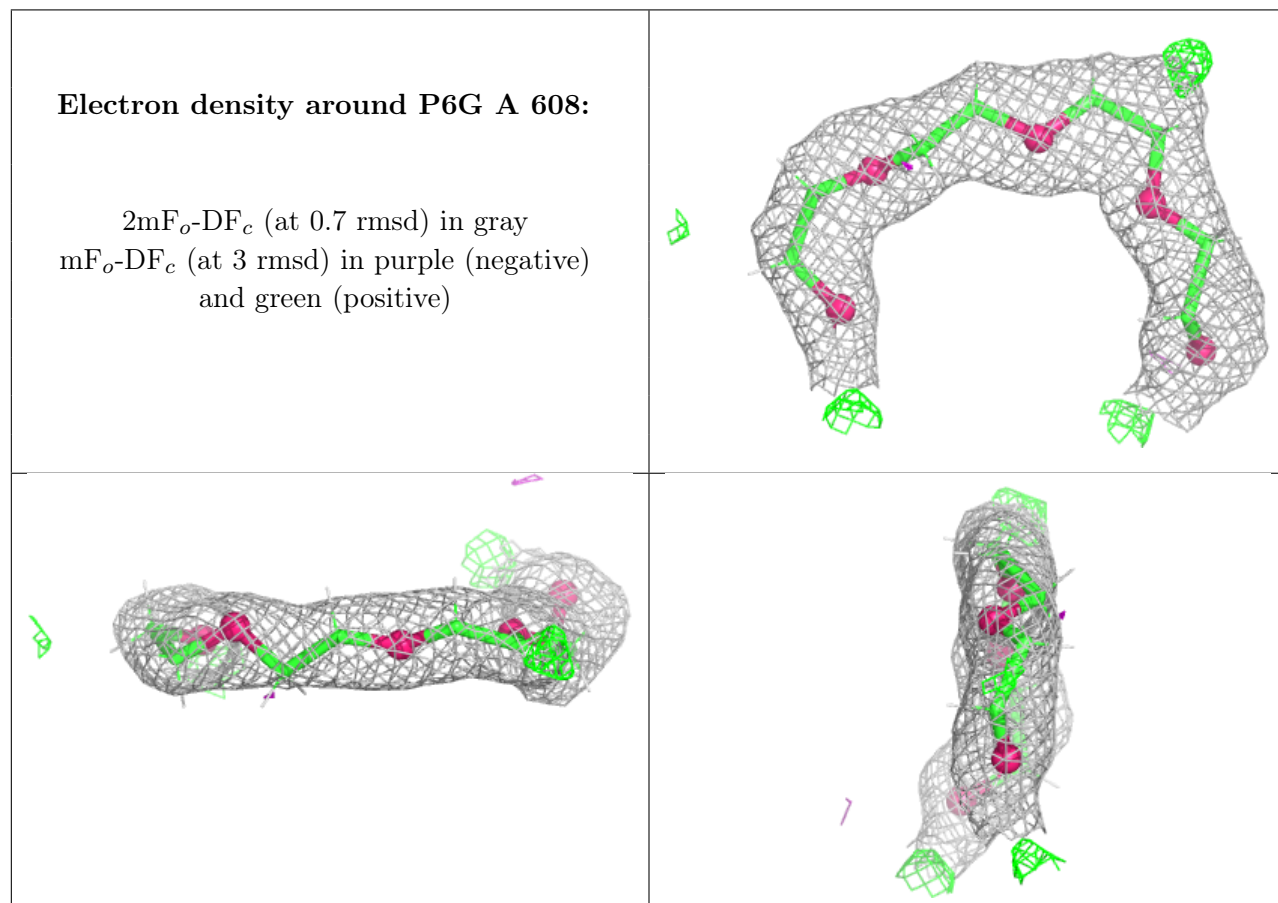 Electron density around P6G A 608:
2mFₒ-DF𝒸 (at 0.7 rmsd) in gray
mFₒ-DF𝒸 (at 3 rmsd) in purple (negative)
and green (positive)